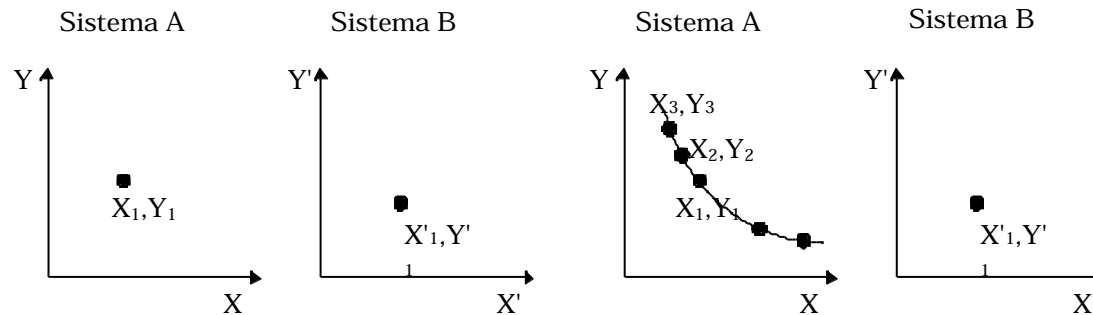 Sistema A
Sistema B
Sistema A
Sistema B
Y
Y'
Y
Y'
X₃,Y₃
X₂,Y₂
X₁,Y₁
X₁,Y₁
X'₁,Y'
₁
X'₁,Y'
₁
X
X'
X
X